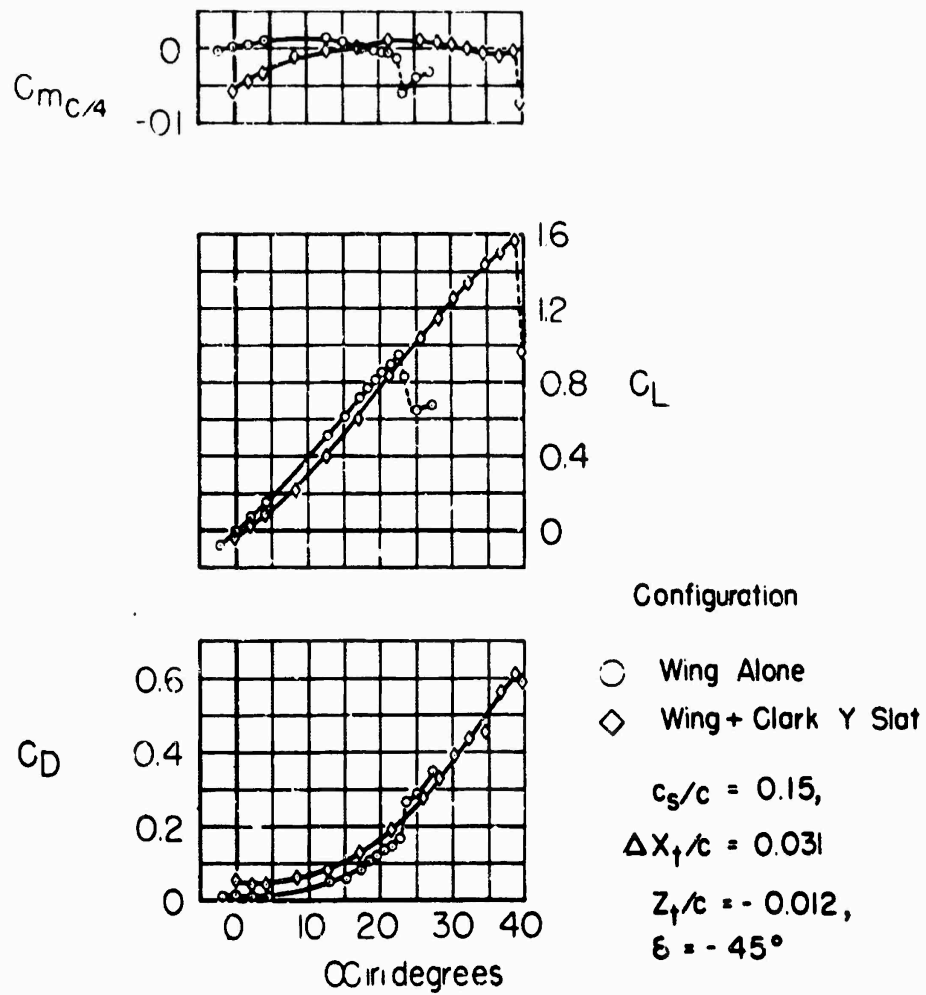 0
Cmc/4
-01
1.6
1.2
0.8
CL
0.4
0
Configuration
0.6
Wing Alone
Wing + Clark Y Slat
CD
0.4
cs/c = 0.15,
0.2
ΔXt/c = 0.031
0
Zt/c = - 0.012,
0 10 20 30 40
δ = - 45°
α in degrees